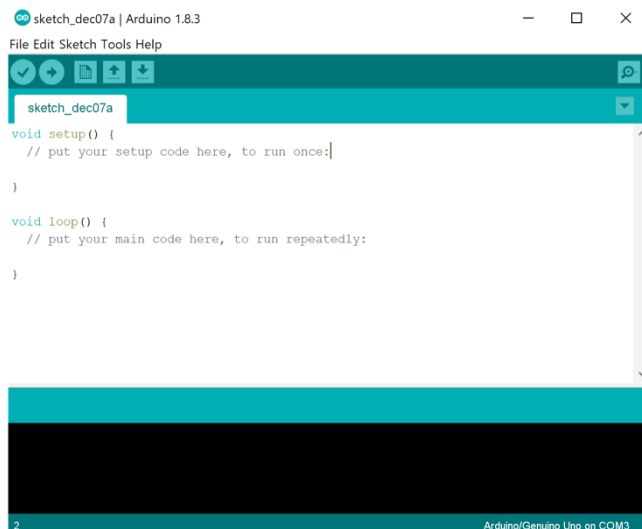 sketch_dec07a | Arduino 1.8.3
File Edit Sketch Tools Help
sketch_dec07a
void setup() {
  // put your setup code here, to run once:
}
void loop() {
  // put your main code here, to run repeatedly:
}
2 Arduino/Genuino Uno on COM3